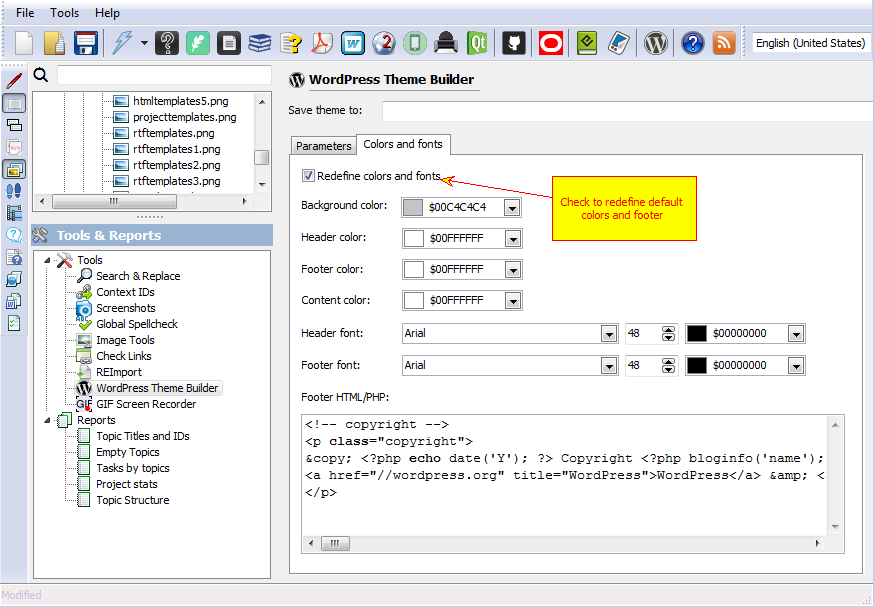 File Tools Help
English (United States)
htmltemplates5.png
projecttemplates.png
rtftemplates.png
rtftemplates1.png
rtftemplates2.png
rtftemplates3.png
Tools & Reports
Tools
Search & Replace
Context IDs
Screenshots
Global Spellcheck
Image Tools
Check Links
REImport
WordPress Theme Builder
GIF Screen Recorder
Reports
Topic Titles and IDs
Empty Topics
Tasks by topics
Project stats
Topic Structure
WordPress Theme Builder
Save theme to:
Parameters Colors and fonts
Redefine colors and fonts
Check to redefine default
colors and footer
Background color: $00C4C4C4
Header color: $00FFFFFF
Footer color: $00FFFFFF
Content color: $00FFFFFF
Header font: Arial 48 $00000000
Footer font: Arial 48 $00000000
Footer HTML/PHP:
<!-- copyright -->
<p class="copyright">
&copy; <?php echo date('Y'); ?> Copyright <?php bloginfo('name');
<a href="//wordpress.org" title="WordPress">WordPress</a> &amp; <
</p>
Modified